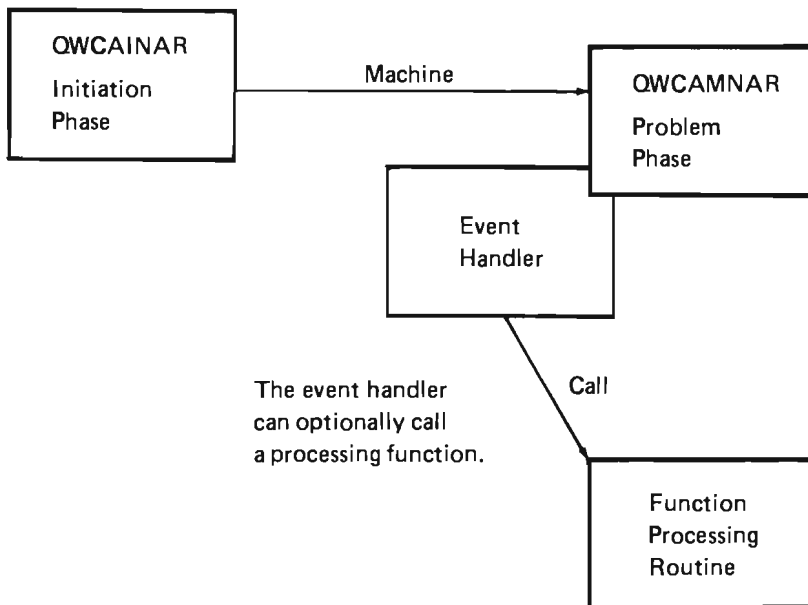 QWCAINAR
Initiation
Phase
Machine
QWCAMNAR
Problem
Phase
Event
Handler
The event handler
can optionally call
a processing function.
Call
Function
Processing
Routine